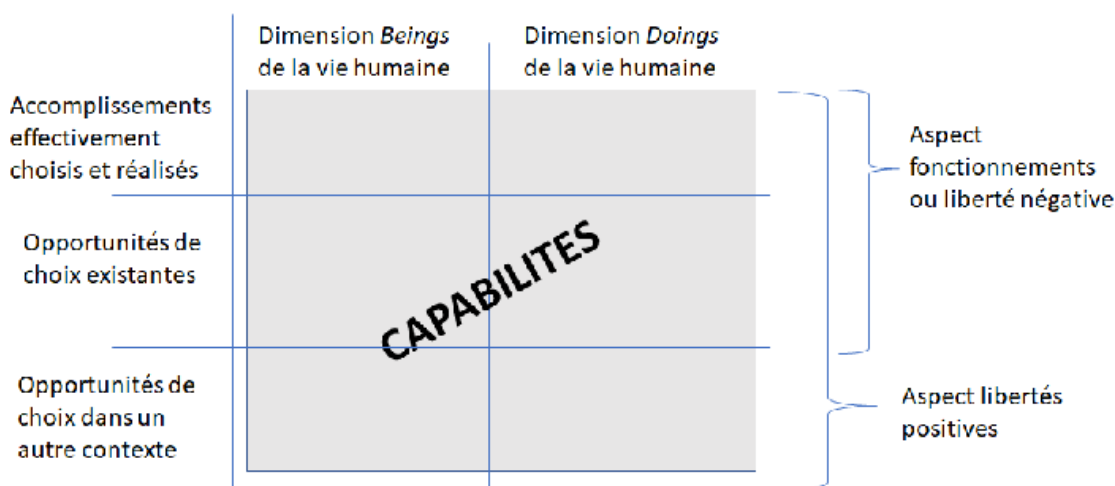 Dimension Beings
de la vie humaine
Dimension Doings
de la vie humaine
Accomplissements
effectivement
choisis et réalisés
Aspect
fonctionnements
ou liberté négative
Opportunités de
choix existantes
CAPABILITES
Opportunités de
choix dans un
autre contexte
Aspect libertés
positives